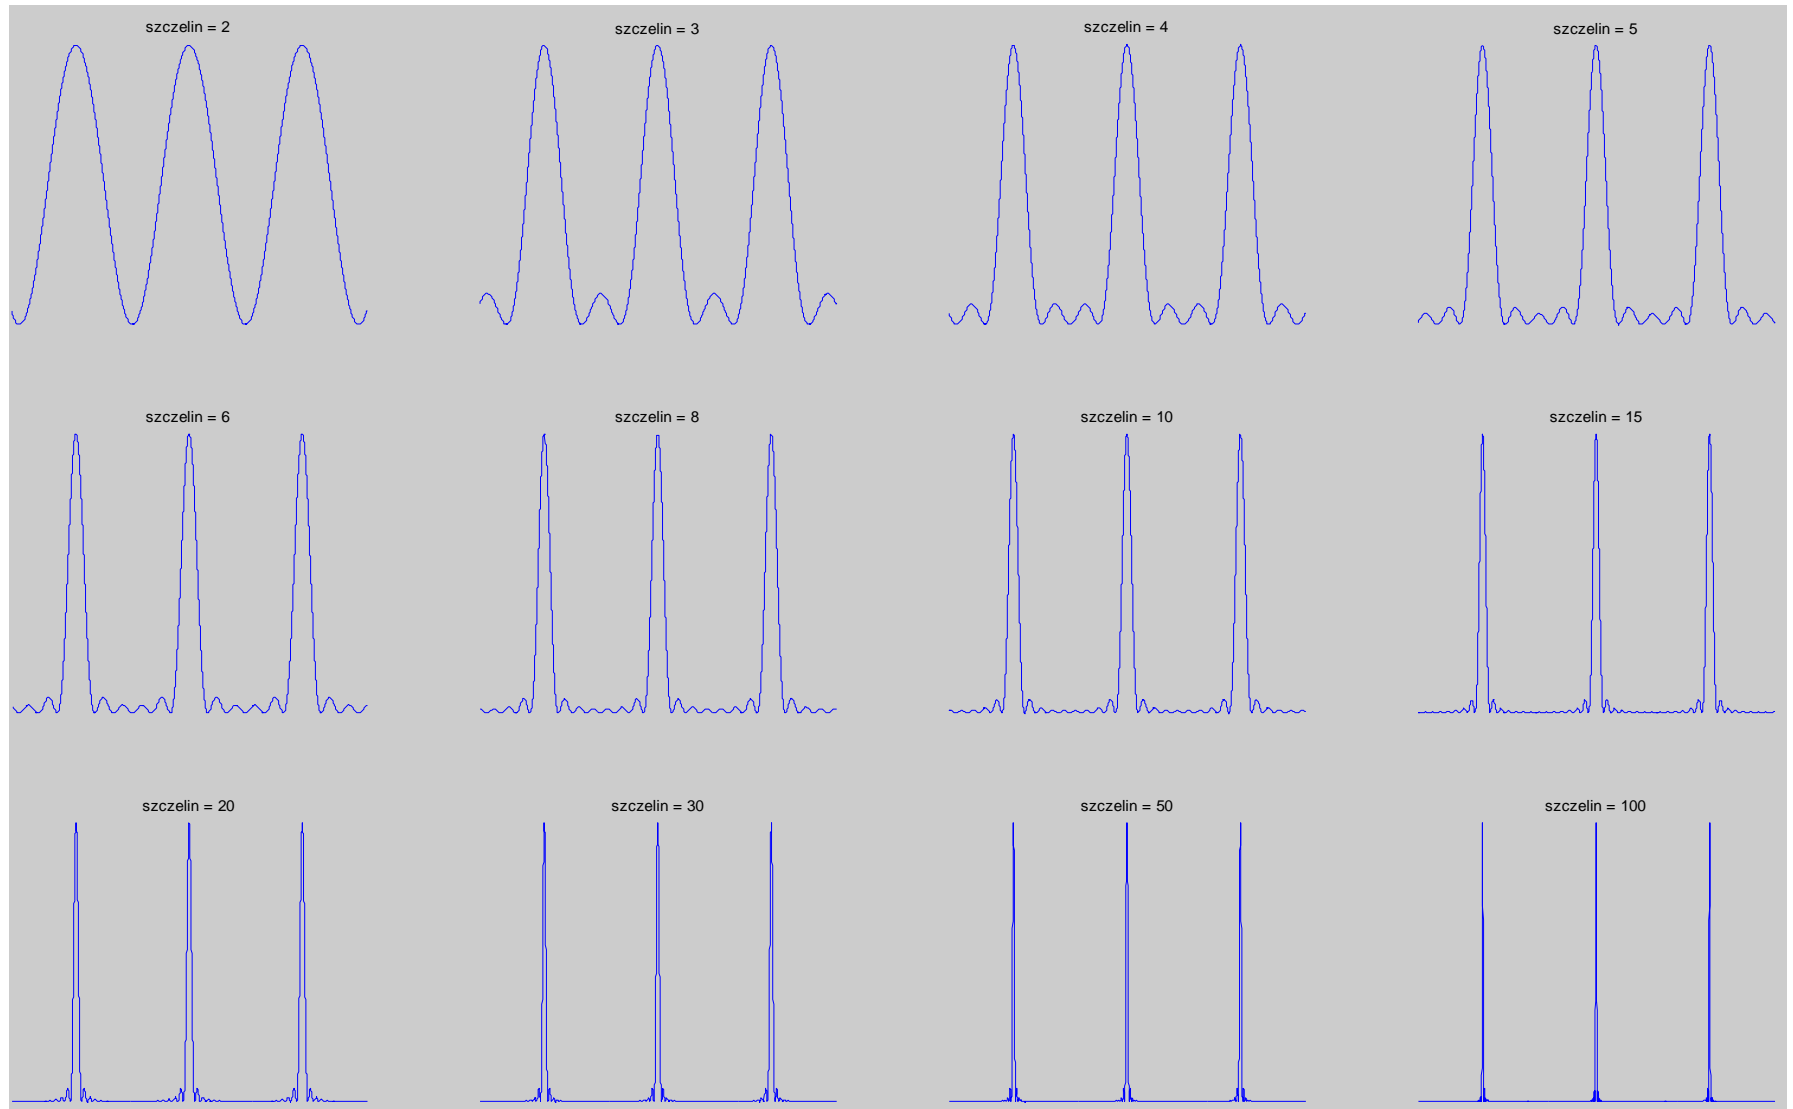 szczelin = 2
szczelin = 3
szczelin = 4
szczelin = 5
szczelin = 6
szczelin = 8
szczelin = 10
szczelin = 15
szczelin = 20
szczelin = 30
szczelin = 50
szczelin = 100